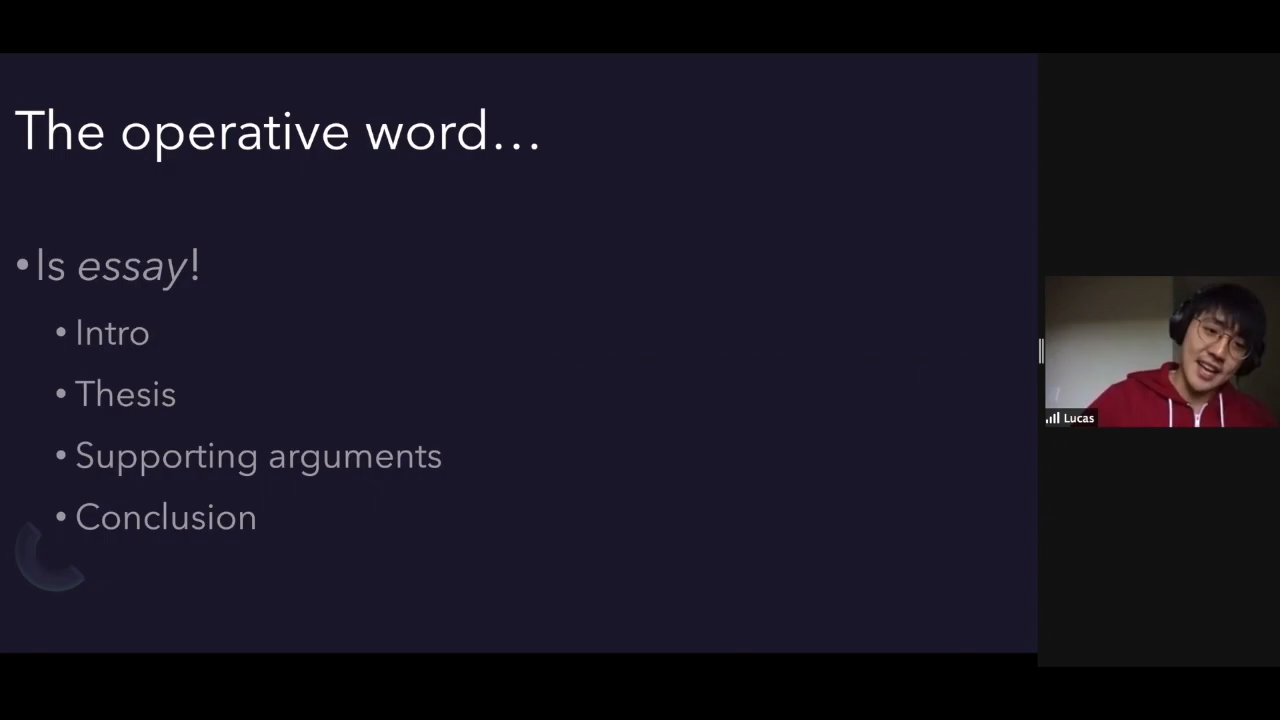 The operative word…
•Is essay!
• Intro
• Thesis
• Supporting arguments
• Conclusion
Lucas